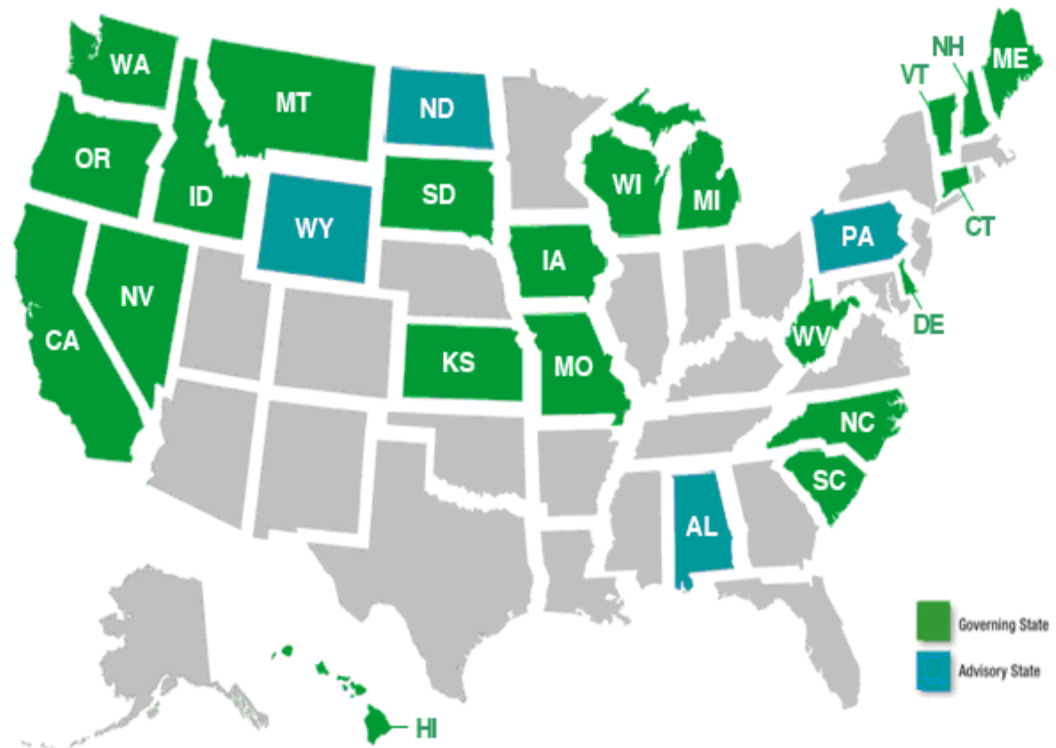 NH
ME
VT
WA
MT
ND
OR
ID
SD
WI
MI
WY
CT
PA
IA
NV
DE
CA
WV
KS
MO
NC
SC
AL
Governing State
Advisory State
HI